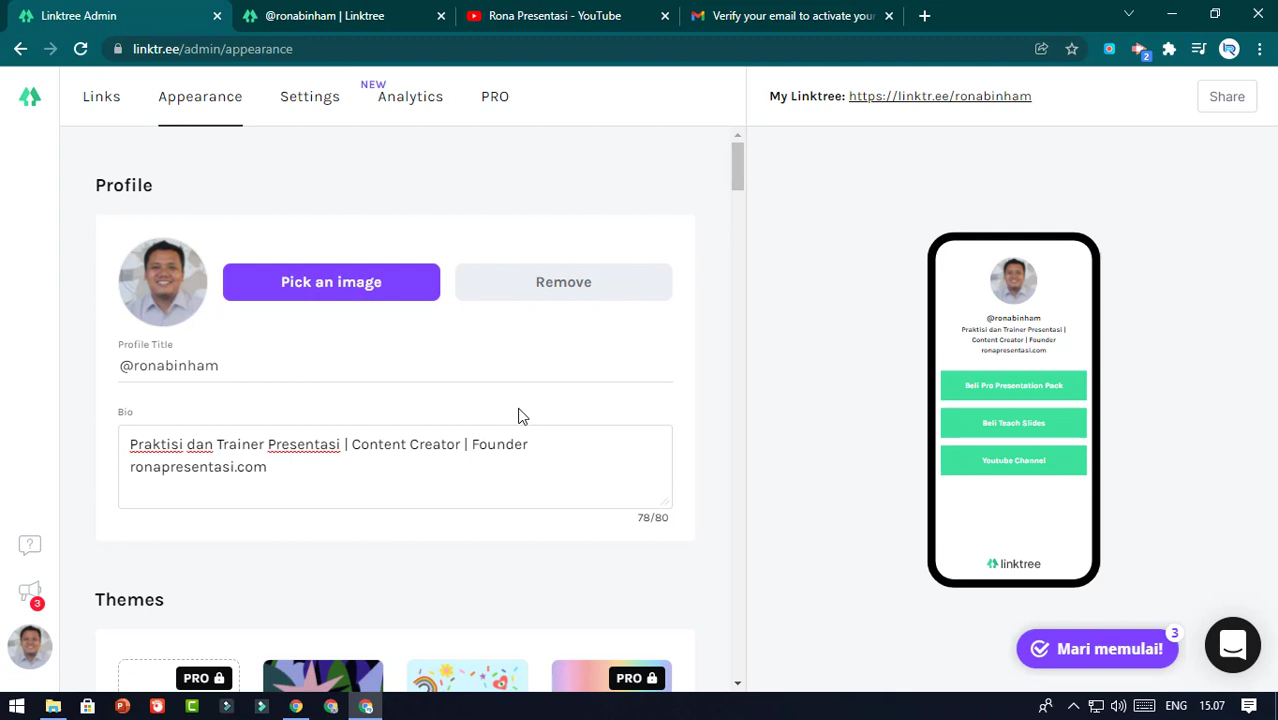 Linktree Admin
@ronabinham | Linktree
Rona Presentasi - YouTube
Verify your email to activate your
linktr.ee/admin/appearance
2
Links
Appearance
Settings
NEW
Analytics
PRO
My Linktree: https://linktr.ee/ronabinham
Share
Profile
Pick an image
Remove
Profile Title
@ronabinham
Bio
Praktisi dan Trainer Presentasi | Content Creator | Founder
ronapresentasi.com
78/80
Themes
PRO
PRO
@ronabinham
Praktisi dan Trainer Presentasi |
Content Creator | Founder
ronapresentasi.com
Beli Pro Presentation Pack
Beli Teach Slides
Youtube Channel
linktree
Mari memulai!
3
3
ENG
15.07